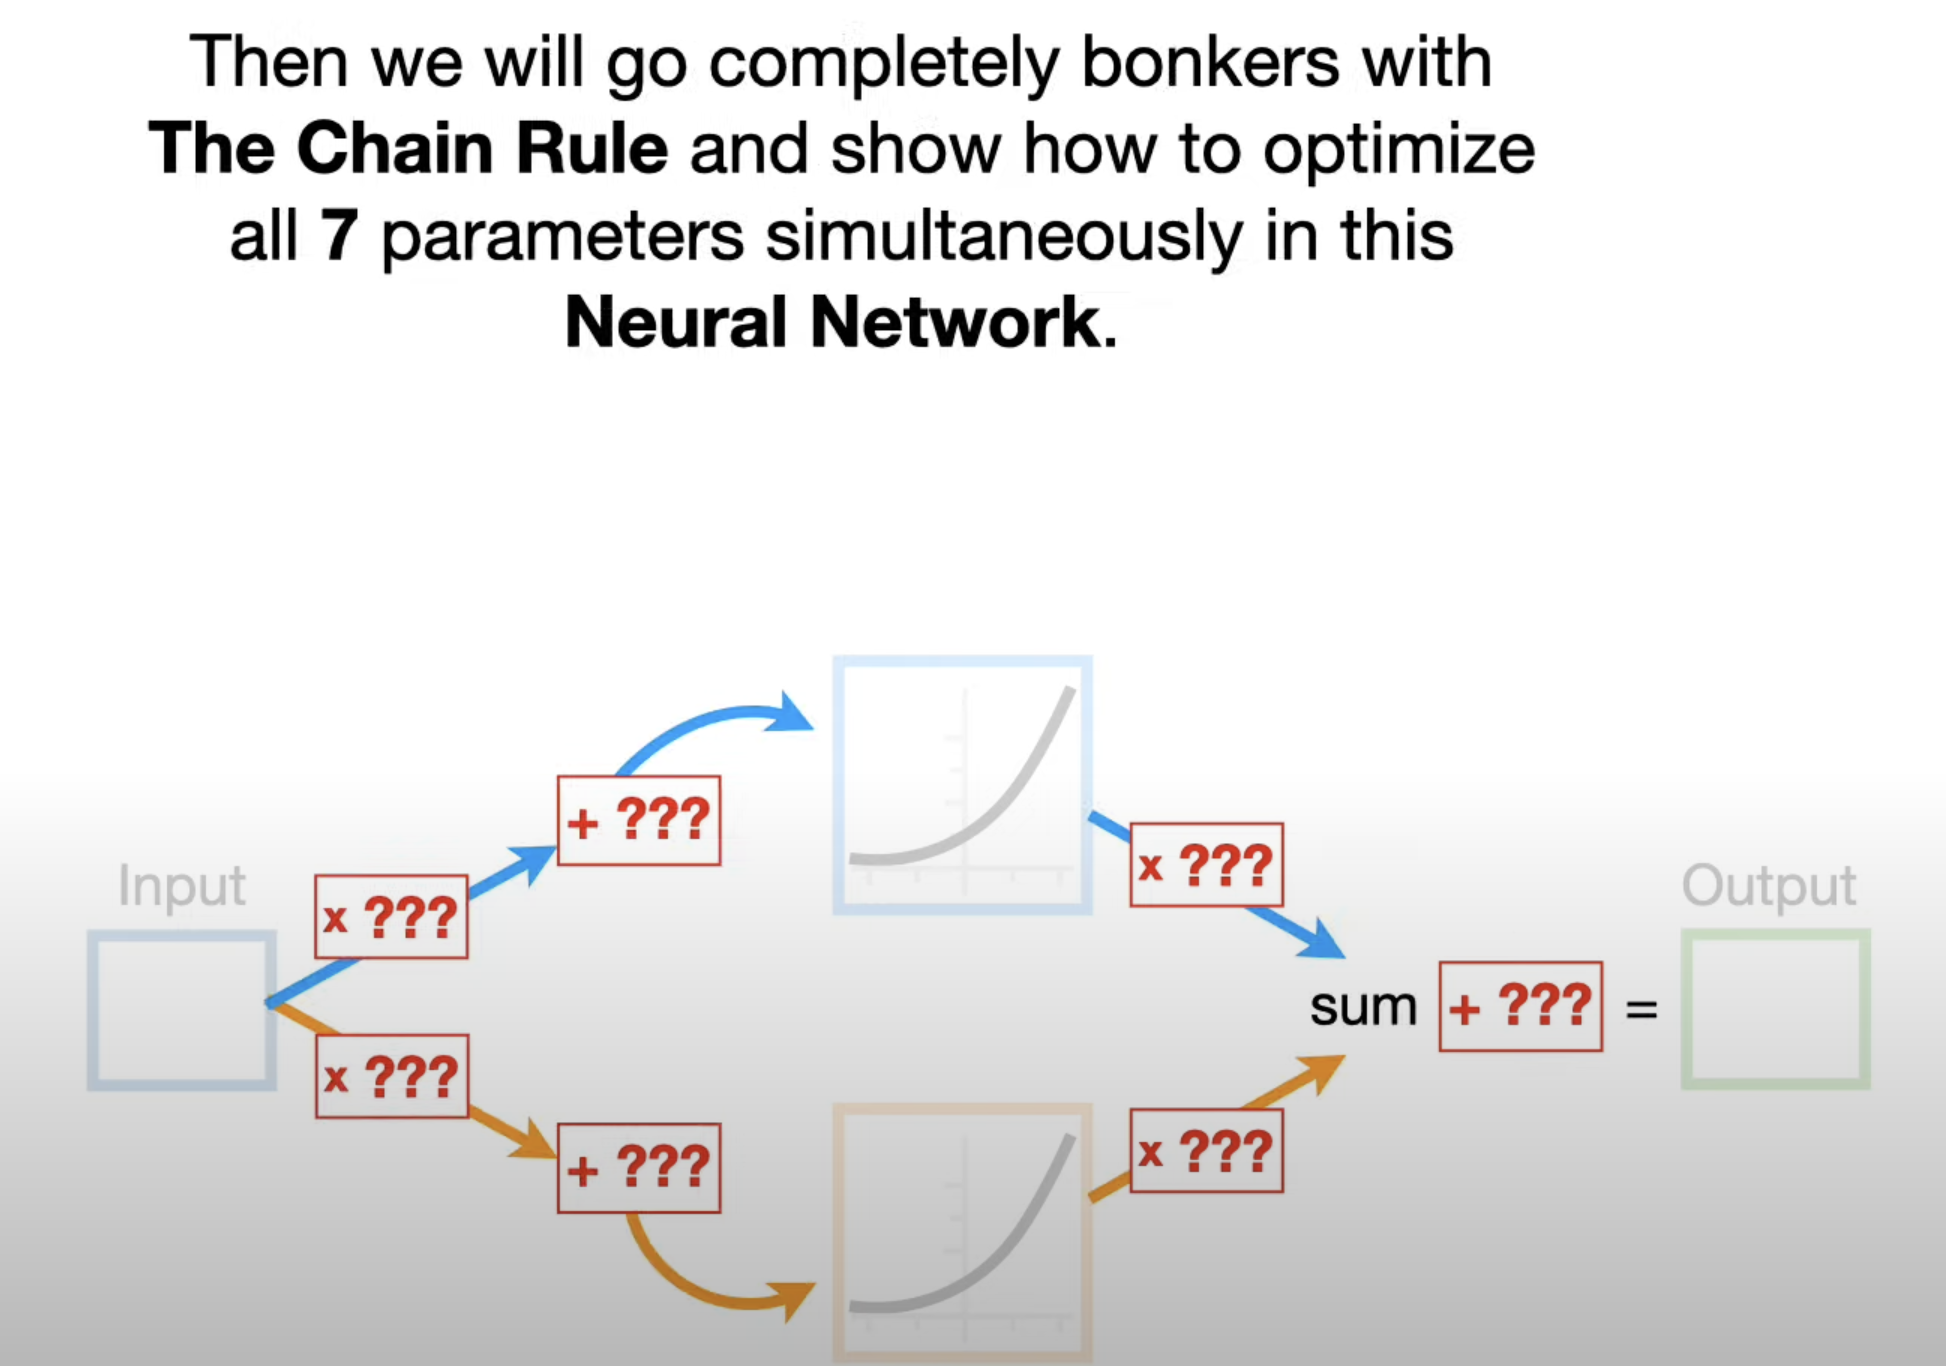 Then we will go completely bonkers with
The Chain Rule and show how to optimize
all 7 parameters simultaneously in this
Neural Network.
+ ???
Input
x ???
x ???
Output
sum + ??? =
x ???
+ ???
x ???